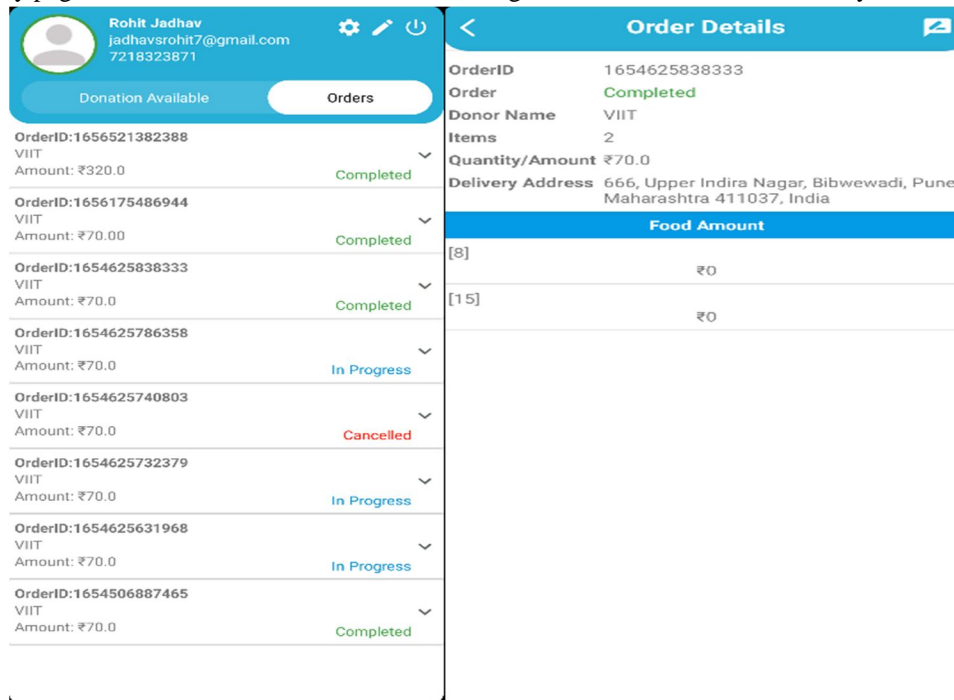 Rohit Jadhav
jadhavsrohit7@gmail.com
7218323871
Donation Available
Orders
OrderID:1656521382388
VIIT
Amount: ₹320.0
Completed
OrderID:1656175486944
VIIT
Amount: ₹70.00
Completed
OrderID:1654625838333
VIIT
Amount: ₹70.0
Completed
OrderID:1654625786358
VIIT
Amount: ₹70.0
In Progress
OrderID:1654625740803
VIIT
Amount: ₹70.0
Cancelled
OrderID:1654625732379
VIIT
Amount: ₹70.0
In Progress
OrderID:1654625631968
VIIT
Amount: ₹70.0
In Progress
OrderID:1654506887465
VIIT
Amount: ₹70.0
Completed
Order Details
OrderID 1654625838333
Order Completed
Donor Name VIIT
Items 2
Quantity/Amount ₹70.0
Delivery Address 666, Upper Indira Nagar, Bibwewadi, Pune
Maharashtra 411037, India
Food Amount
[8]
₹0
[15]
₹0